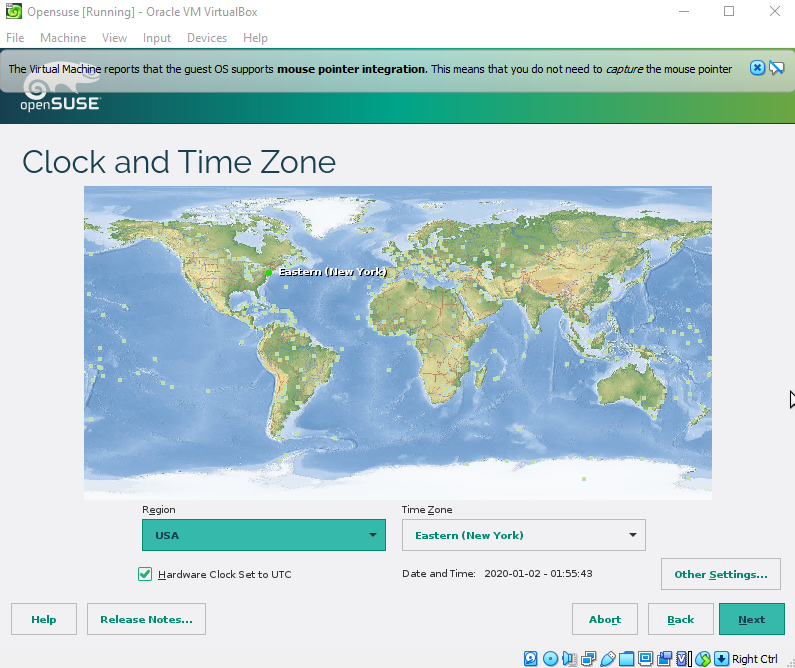 Opensuse [Running] - Oracle VM VirtualBox
File Machine View Input Devices Help
The Virtual Machine reports that the guest OS supports mouse pointer integration. This means that you do not need to capture the mouse pointer
openSUSE
Clock and Time Zone
Eastern (New York)
Region Time Zone
USA Eastern (New York)
Hardware Clock Set to UTC Date and Time: 2020-01-02 - 01:55:43
Other Settings...
Help Release Notes... Abort Back Next
Right Ctrl